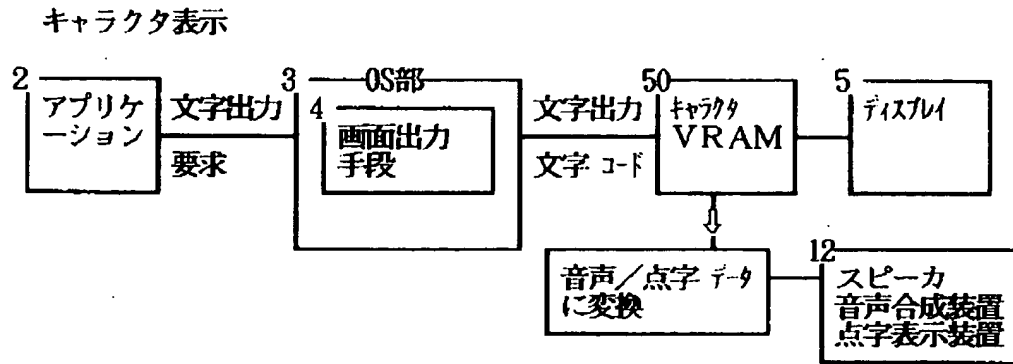 キャラクタ表示
2
アプリケ
ーション
文字出力
要求
3
OS部
4
画面出力
手段
文字出力
文字 コード
50
キャラクタ
VRAM
5
ディスプレイ
音声/点字 データ
に変換
12
スピーカ
音声合成装置
点字表示装置